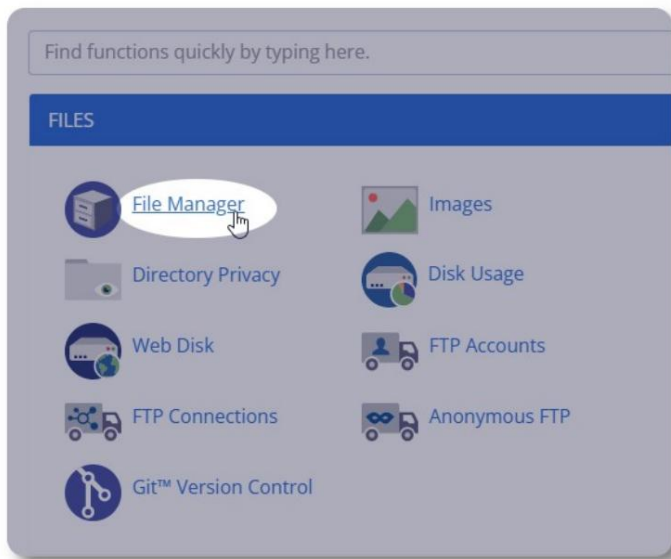 Find functions quickly by typing here.
FILES
File Manager
Images
Directory Privacy
Disk Usage
Web Disk
FTP Accounts
FTP Connections
Anonymous FTP
Git™ Version Control